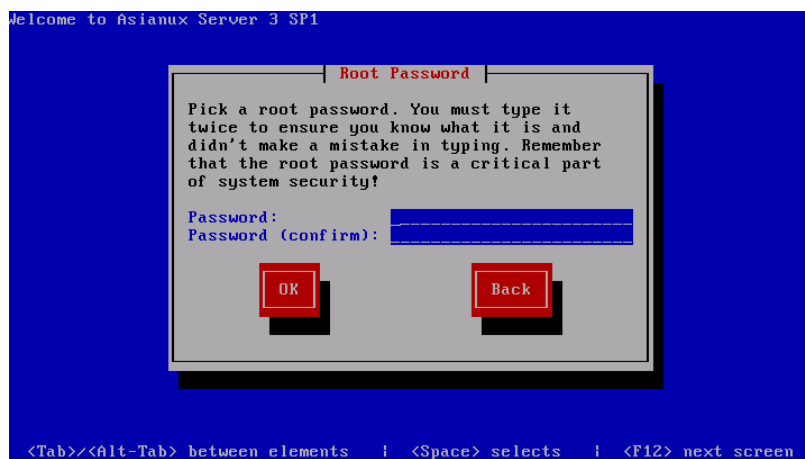 Welcome to Asianux Server 3 SP1
Root Password
Pick a root password. You must type it
twice to ensure you know what it is and
didn't make a mistake in typing. Remember
that the root password is a critical part
of system security!
Password:
Password (confirm):
OK Back
<Tab>/<Alt-Tab> between elements | <Space> selects | <F12> next screen